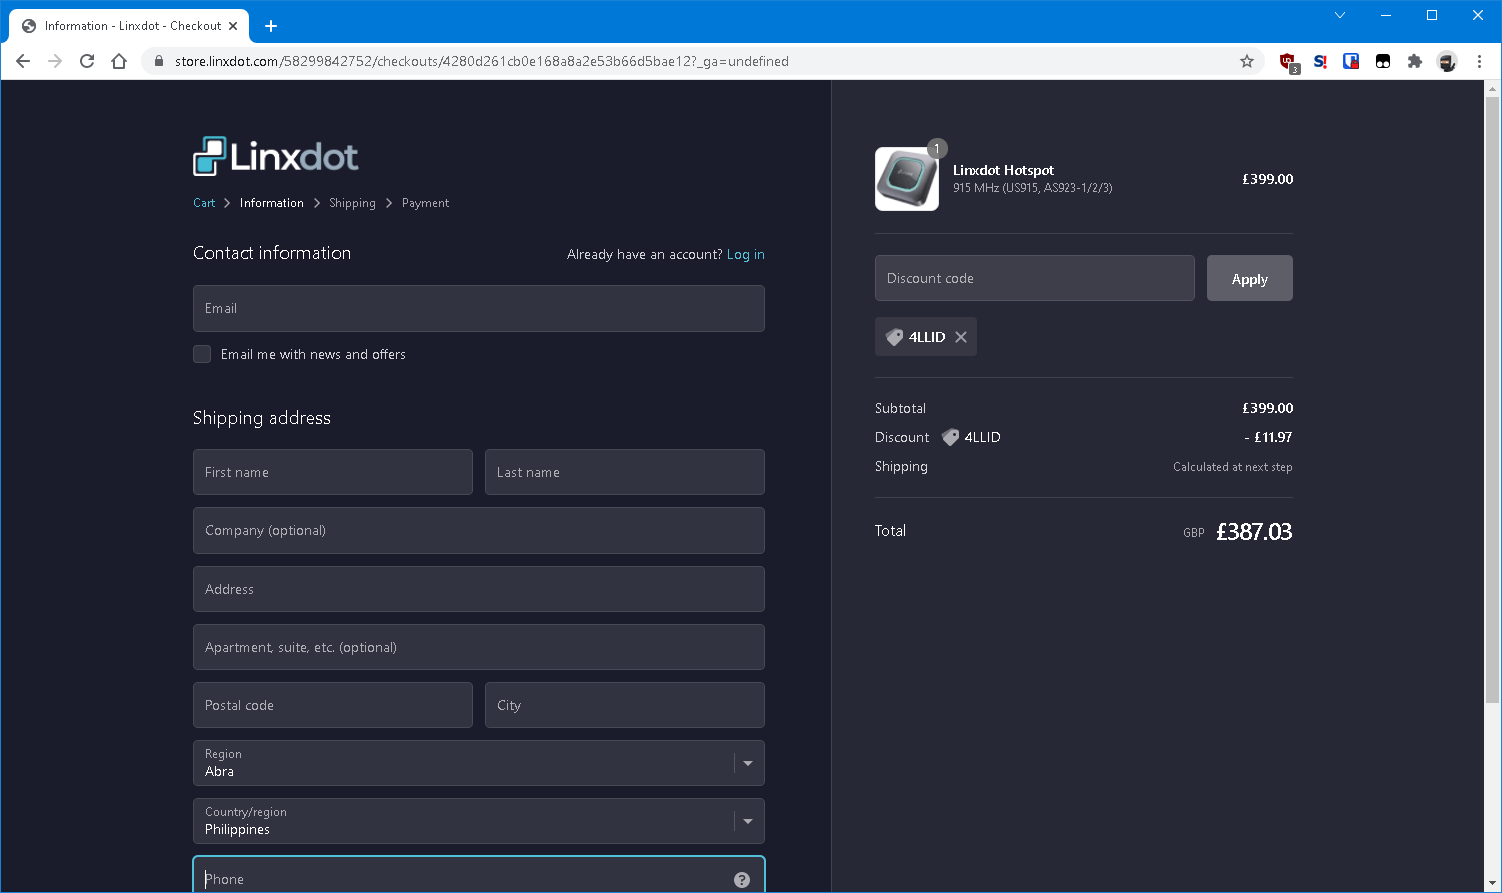 Information - Linxdot - Checkout
store.linxdot.com/58299842752/checkouts/4280d261cb0e168a8a2e53b66d5bae12?_ga=undefined
3
S!
Linxdot
Cart > Information > Shipping > Payment
Contact information
Already have an account? Log in
Email
Email me with news and offers
Shipping address
First name
Last name
Company (optional)
Address
Apartment, suite, etc. (optional)
Postal code
City
Region
Abra
Country/region
Philippines
Phone
?
1
Linxdot Hotspot
915 MHz (US915, AS923-1/2/3)
£399.00
Discount code
Apply
4LLID
Subtotal £399.00
Discount 4LLID - £11.97
Shipping Calculated at next step
Total GBP £387.03